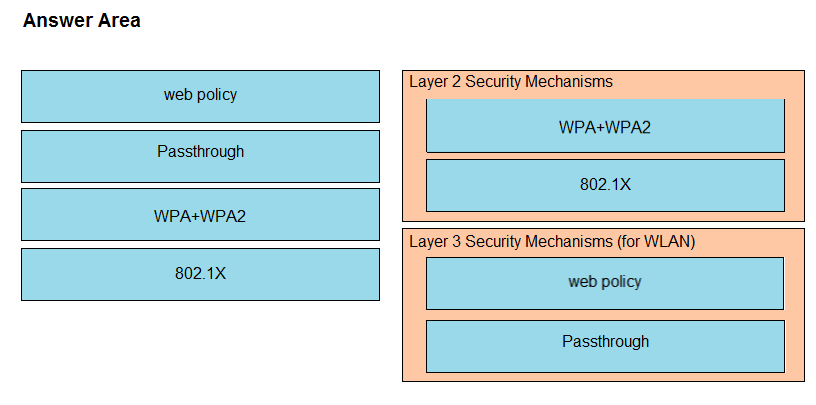 Answer Area
web policy
Passthrough
WPA+WPA2
802.1X
Layer 2 Security Mechanisms
WPA+WPA2
802.1X
Layer 3 Security Mechanisms (for WLAN)
web policy
Passthrough